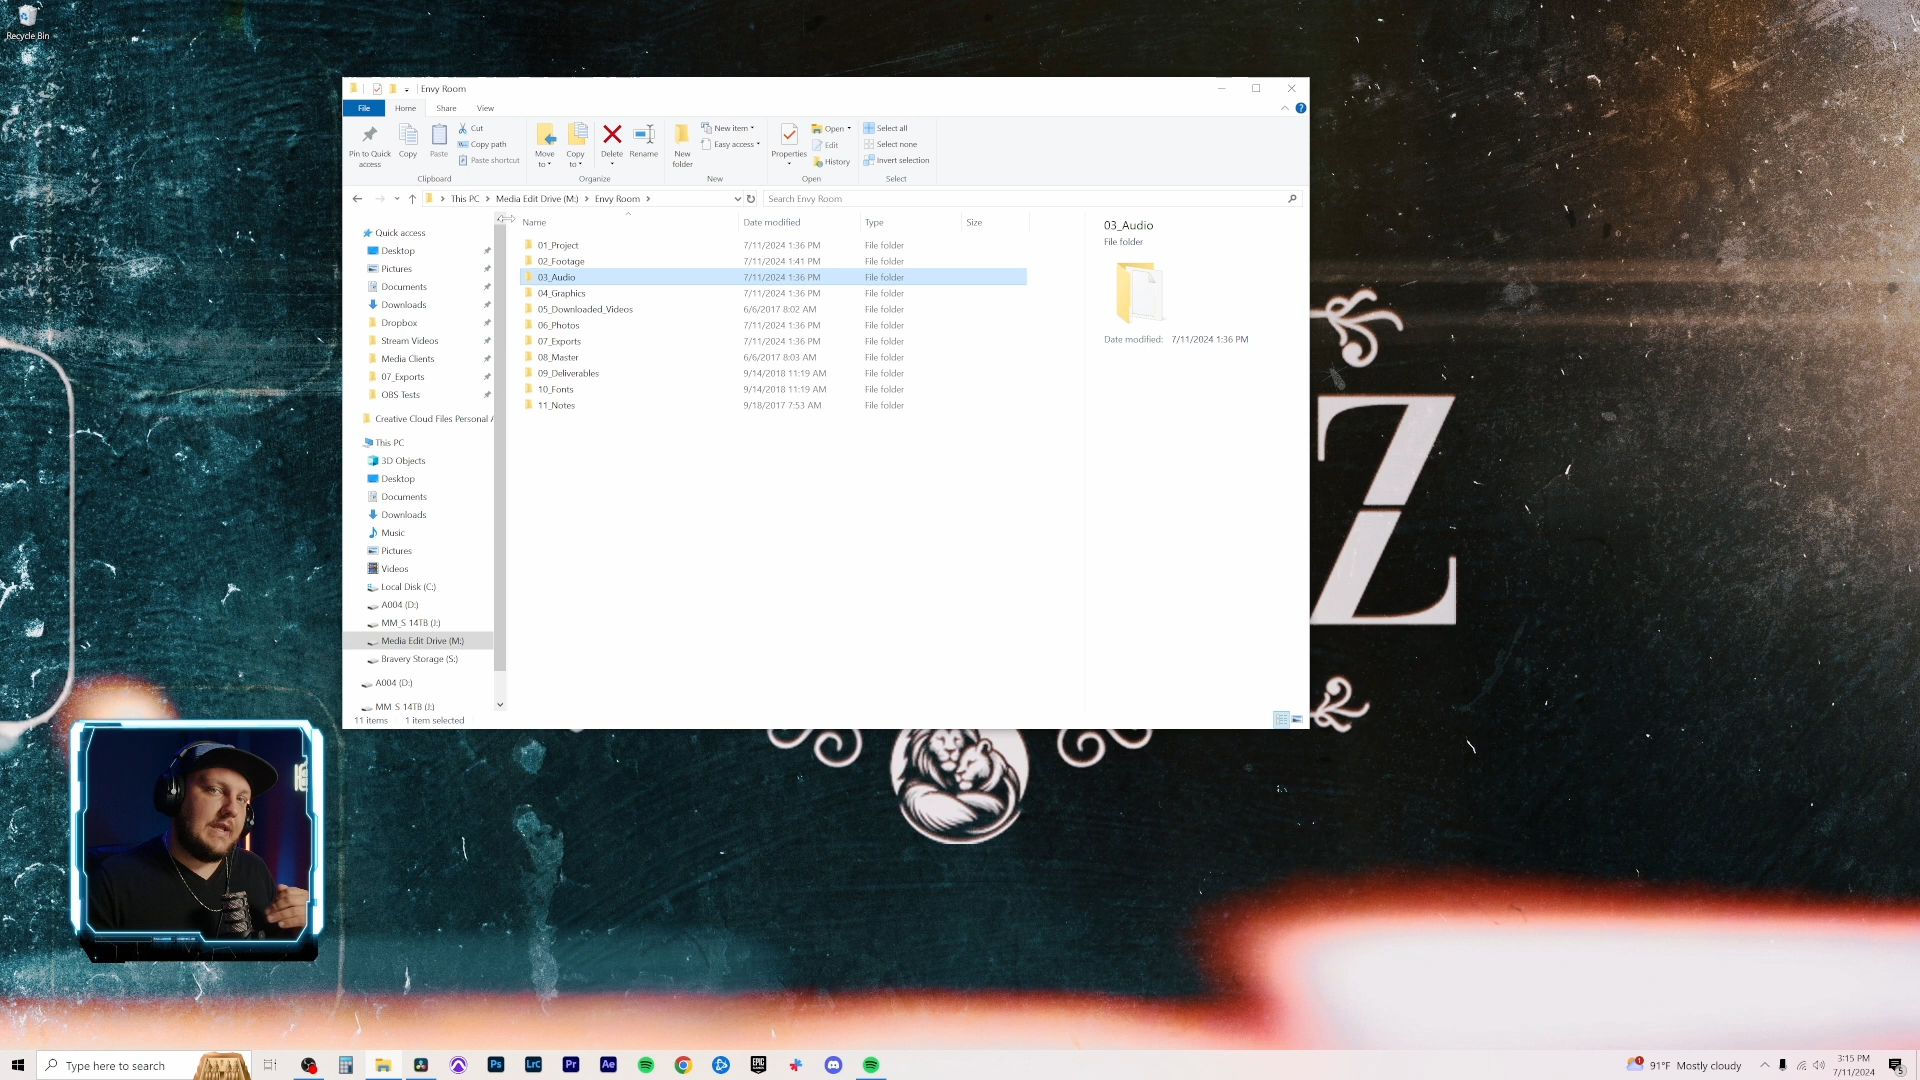 Recycle Bin
Envy Room
File Home Share View
Pin to Quick access
Copy
Paste
Cut
Copy path
Paste shortcut
Clipboard
Move to
Copy to
Delete
Rename
Organize
New folder
New item
Easy access
New
Properties
Open
Edit
History
Open
Select all
Select none
Invert selection
Select
This PC > Media Edit Drive (M:) > Envy Room >
Search Envy Room
Quick access
Desktop
Pictures
Documents
Downloads
Dropbox
Stream Videos
Media Clients
07_Exports
OBS Tests
Creative Cloud Files Personal A
This PC
3D Objects
Desktop
Documents
Downloads
Music
Pictures
Videos
Local Disk (C:)
A004 (D:)
MM_S 14TB (J:)
Media Edit Drive (M:)
Bravery Storage (S:)
A004 (D:)
MM_S 14TB (J:)
Name Date modified Type Size
01_Project 7/11/2024 1:36 PM File folder
02_Footage 7/11/2024 1:41 PM File folder
03_Audio 7/11/2024 1:36 PM File folder
04_Graphics 7/11/2024 1:36 PM File folder
05_Downloaded_Videos 6/6/2017 8:02 AM File folder
06_Photos 7/11/2024 1:36 PM File folder
07_Exports 7/11/2024 1:36 PM File folder
08_Master 6/6/2017 8:03 AM File folder
09_Deliverables 9/14/2018 11:19 AM File folder
10_Fonts 9/14/2018 11:19 AM File folder
11_Notes 9/18/2017 7:53 AM File folder
03_Audio
File folder
Date modified: 7/11/2024 1:36 PM
11 items 1 item selected
Z
Type here to search
Ps
LrC
Pr
Ae
EPIC GAMES
1
91°F Mostly cloudy
3:15 PM
7/11/2024
5